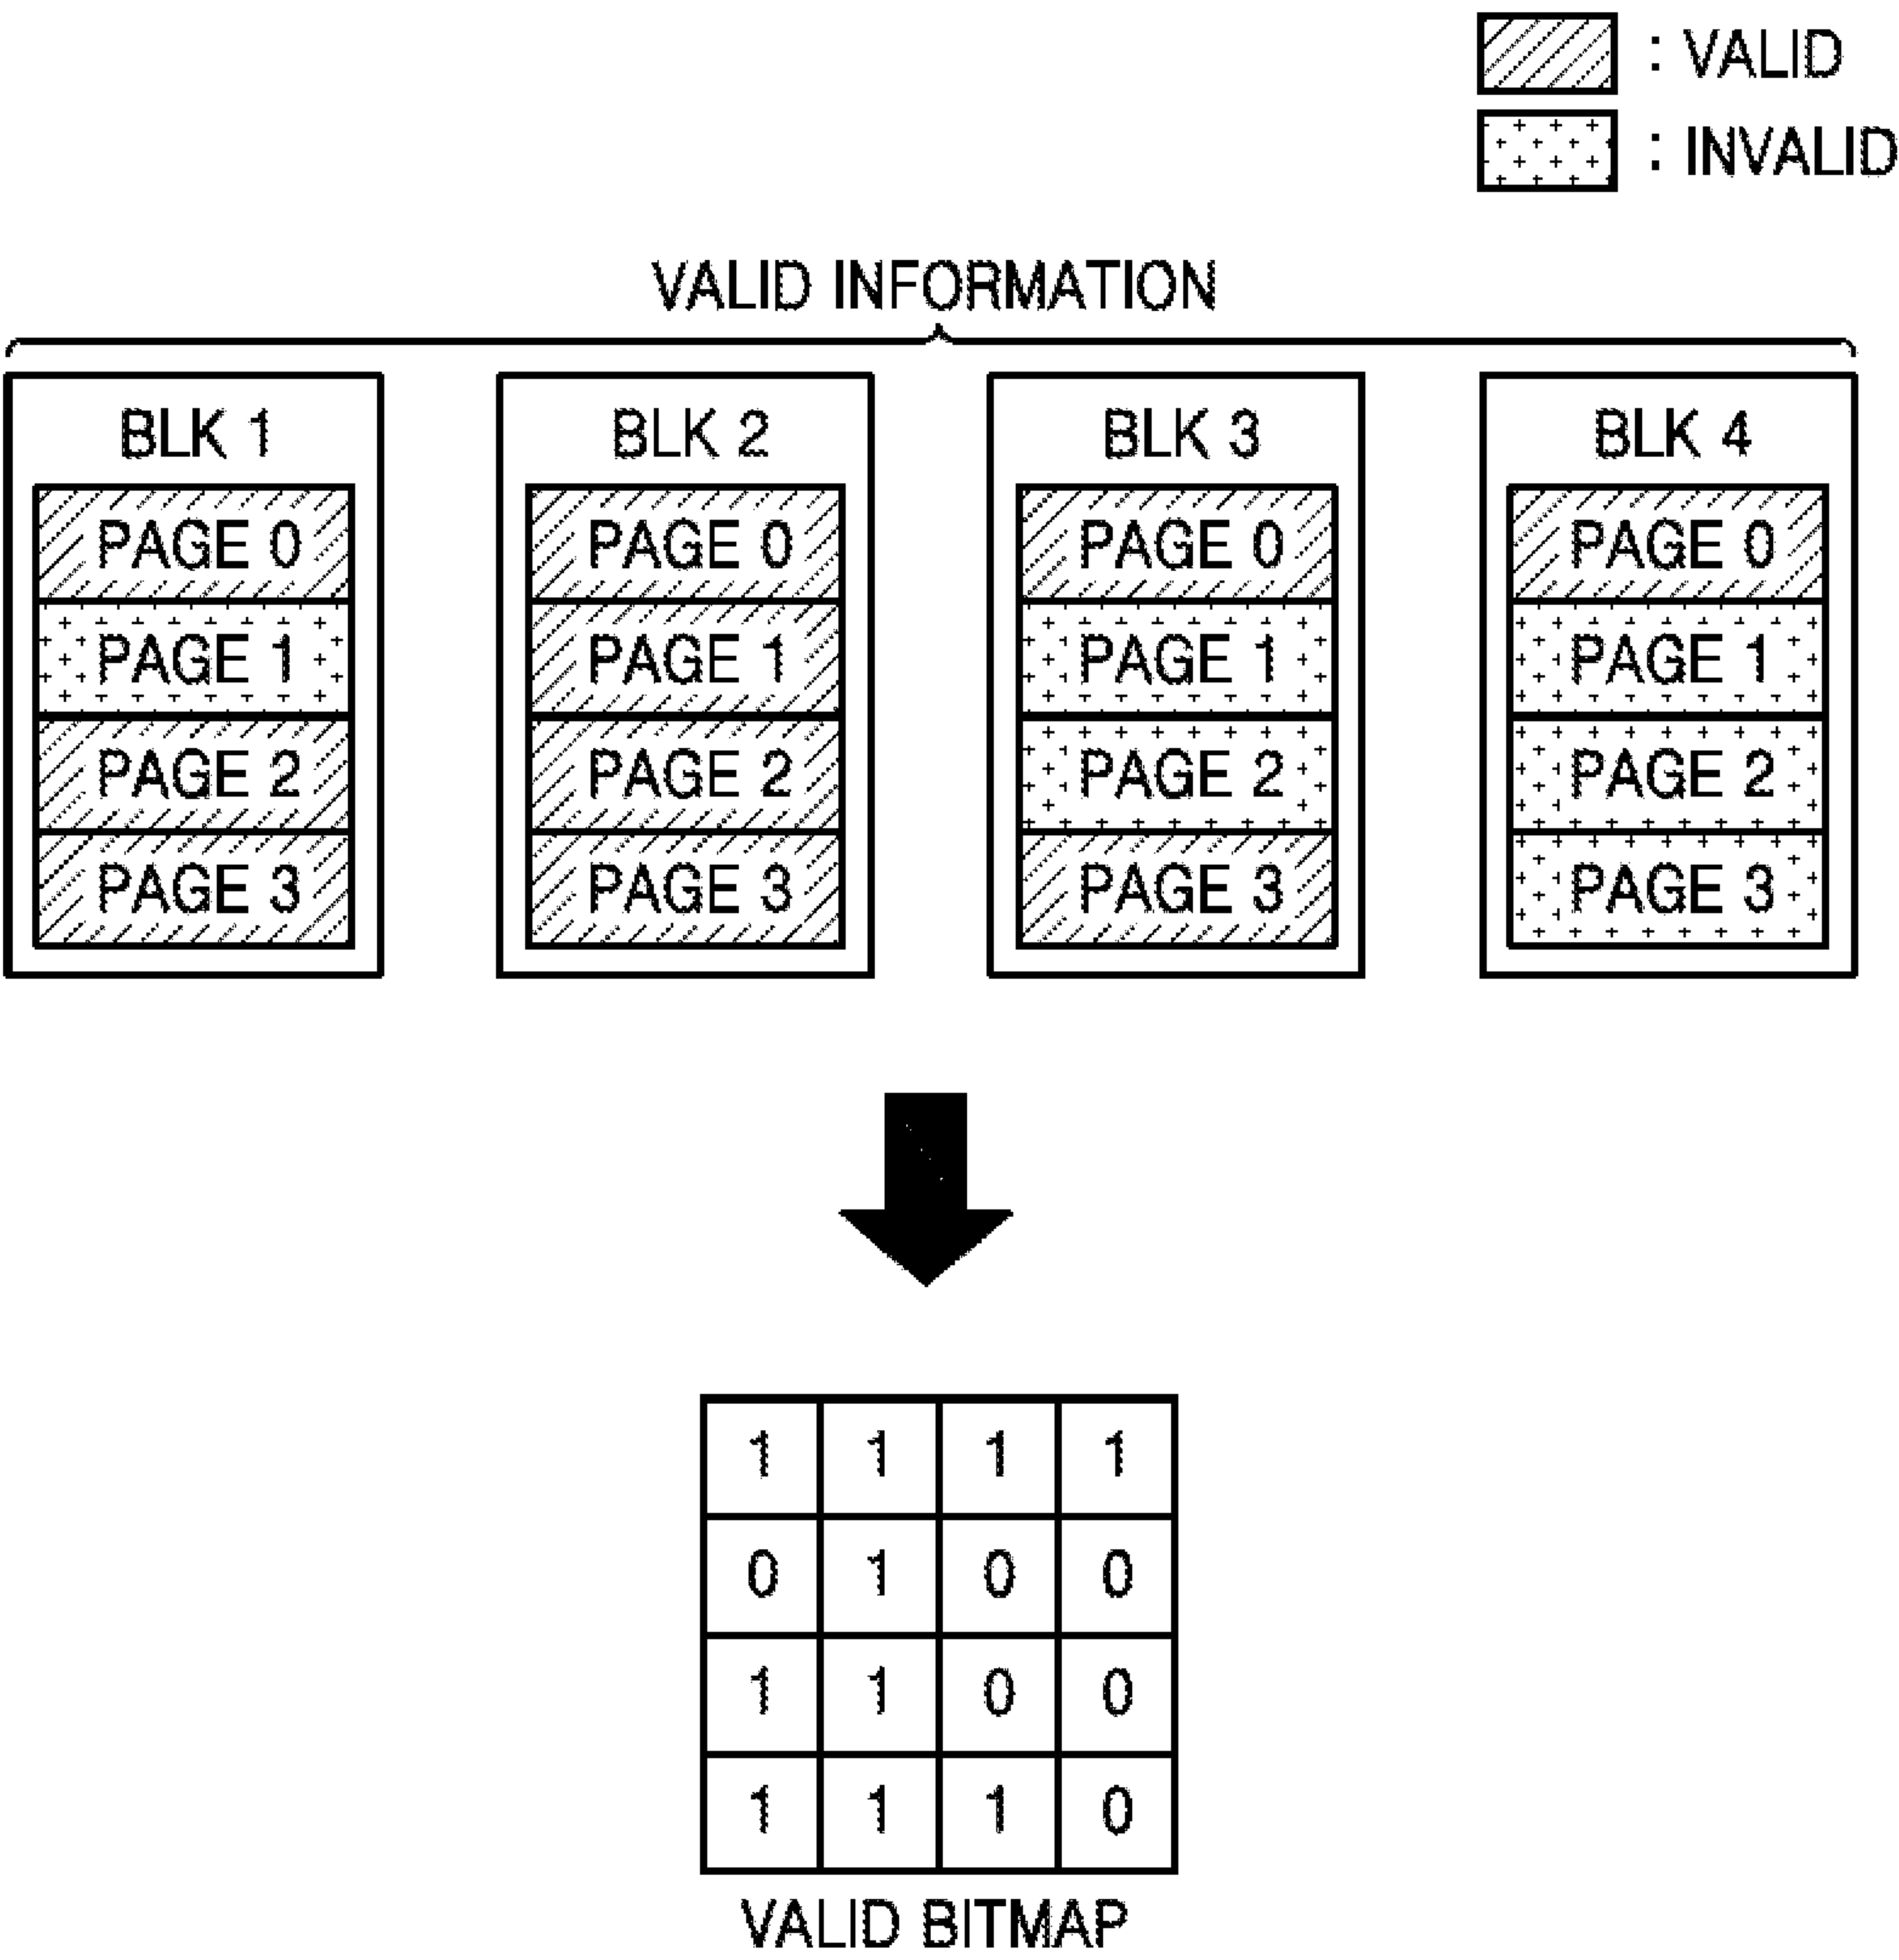 : VALID
: INVALID
VALID INFORMATION
BLK 1 BLK 2 BLK 3 BLK 4
PAGE 0 PAGE 0 PAGE 0 PAGE 0
PAGE 1 PAGE 1 PAGE 1 PAGE 1
PAGE 2 PAGE 2 PAGE 2 PAGE 2
PAGE 3 PAGE 3 PAGE 3 PAGE 3
1 1 1 1
0 1 0 0
1 1 0 0
1 1 1 0
VALID BITMAP